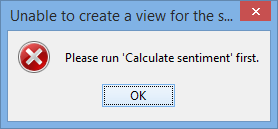 Unable to create a view for the s...
Please run 'Calculate sentiment' first.
OK